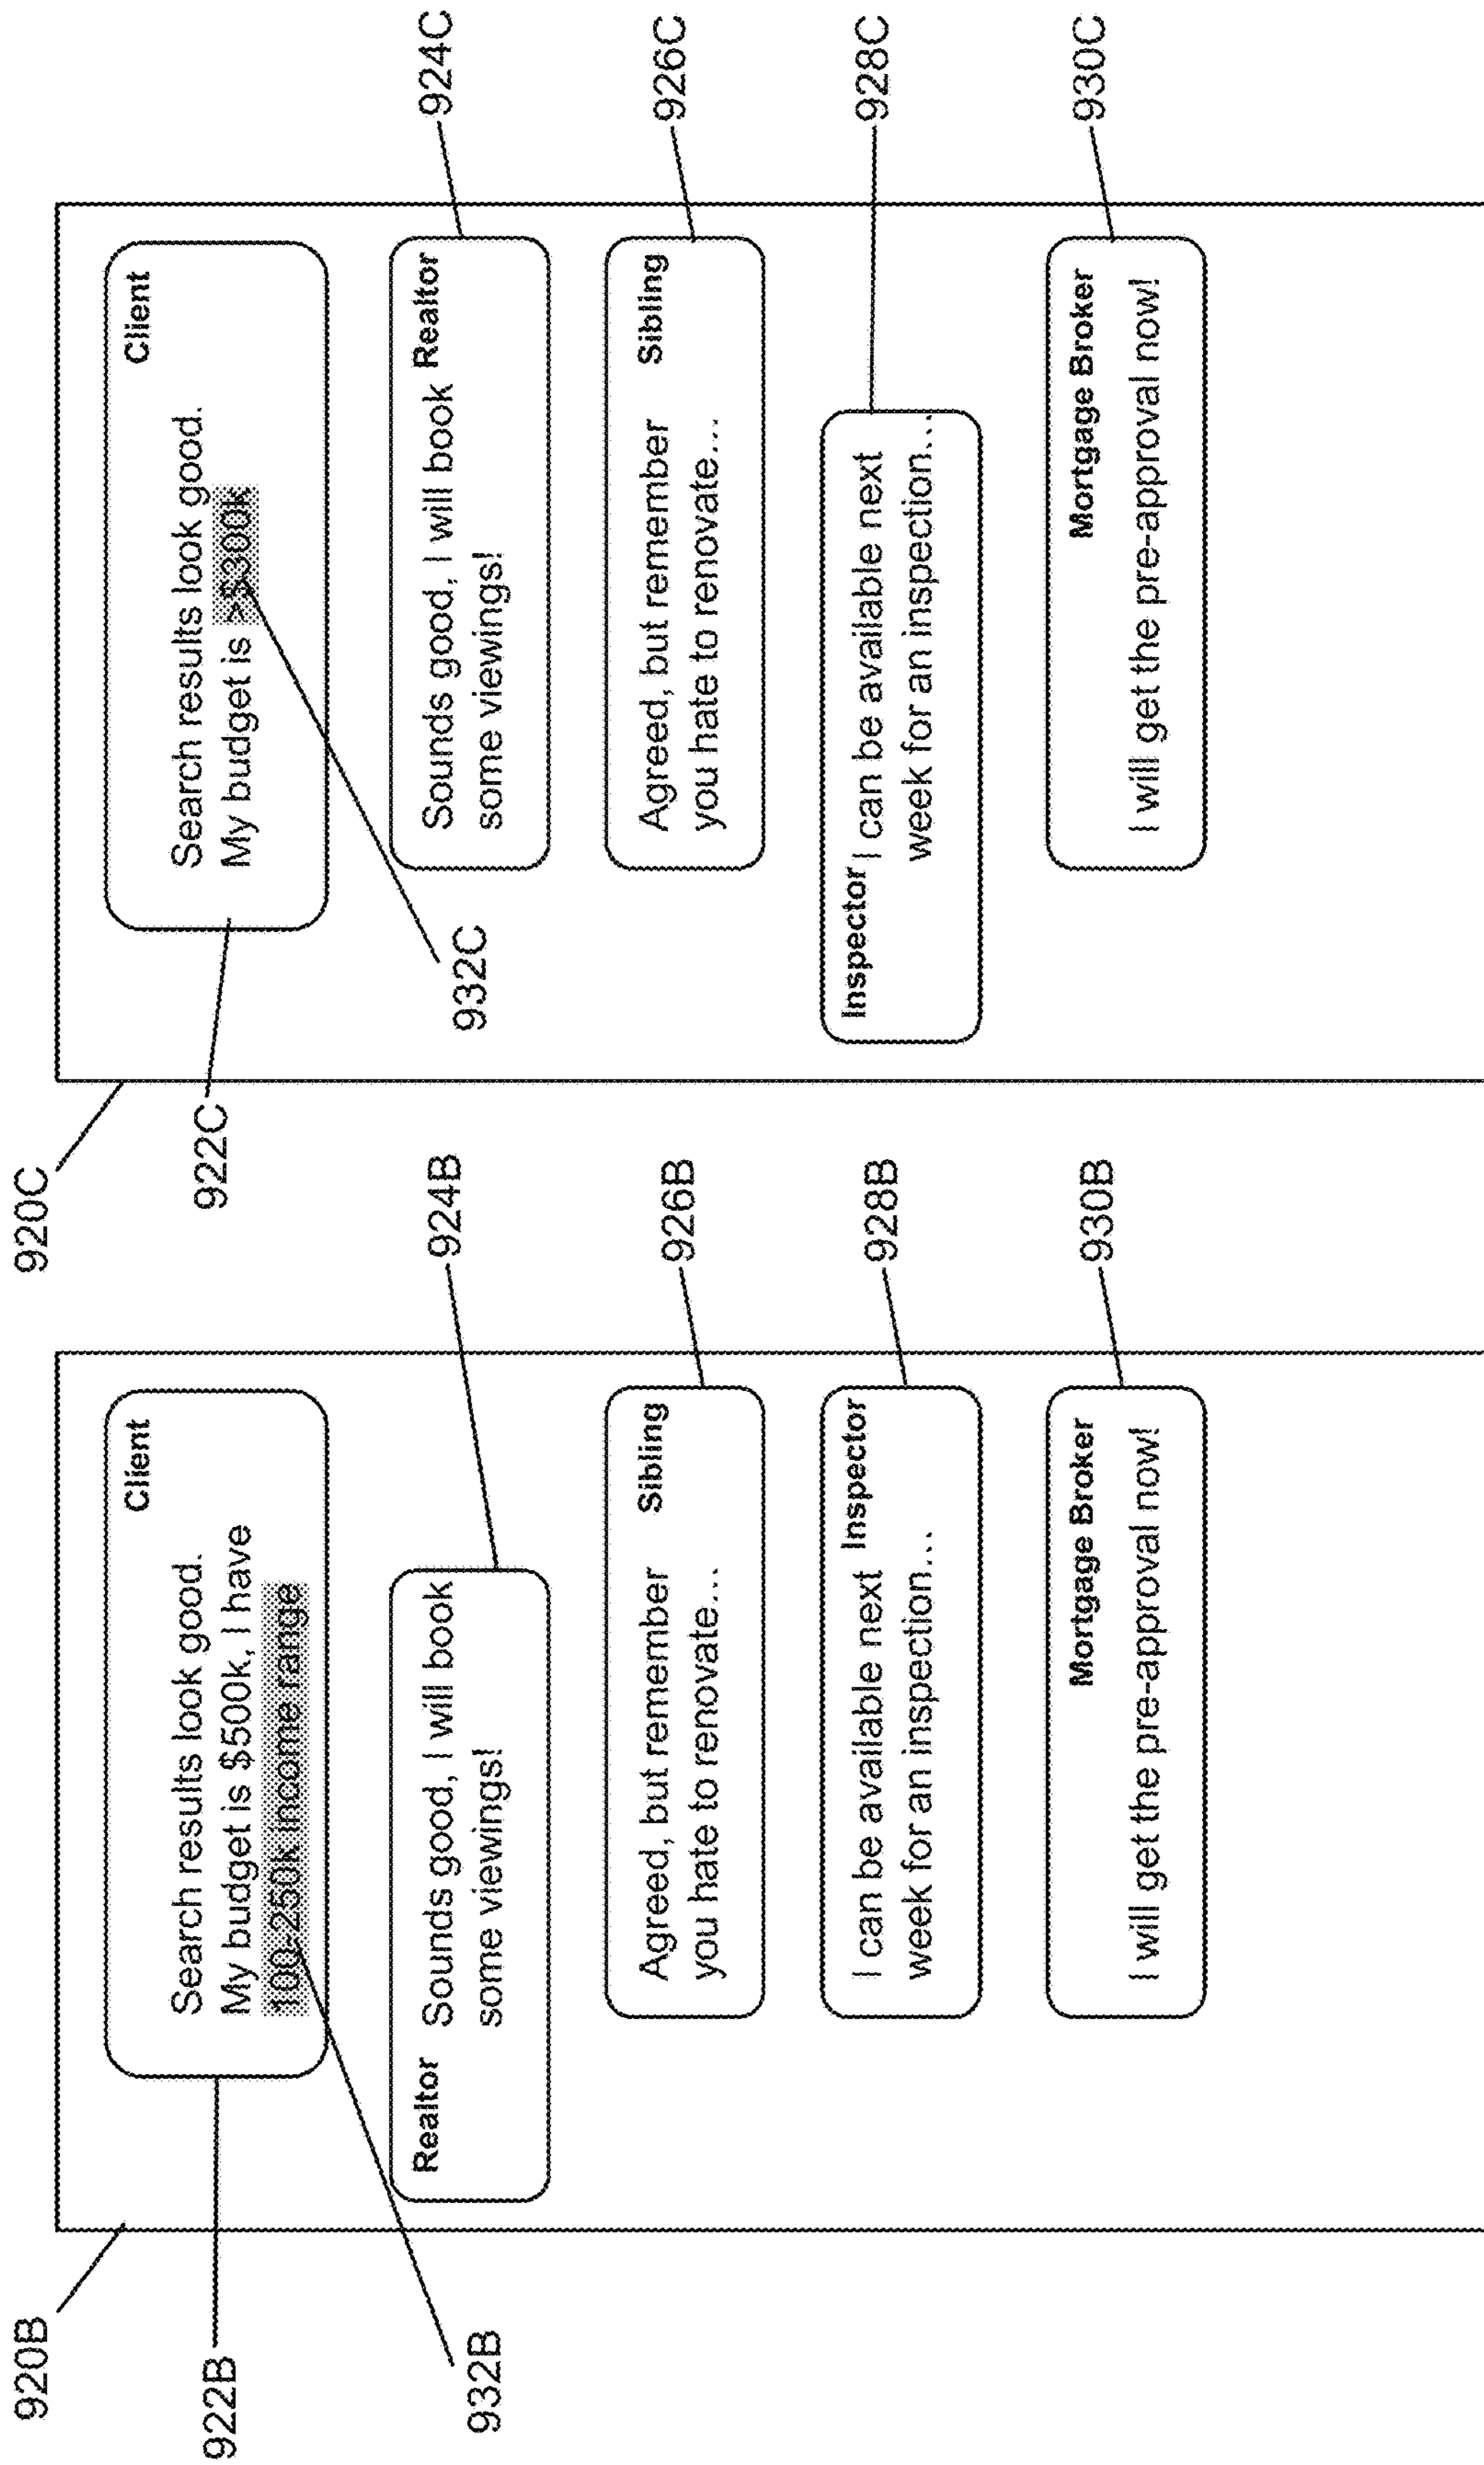 920B
922B
Client
Search results look good.
My budget is $500k, I have
100-250k income range
932B
Realtor
Sounds good, I will book
some viewings!
924B
Sibling
Agreed, but remember
you hate to renovate...
926B
Inspector
I can be available next
week for an inspection...
928B
Mortgage Broker
I will get the pre-approval now!
930B
920C
922C
Client
Search results look good.
My budget is >$300k
932C
Realtor
Sounds good, I will book
some viewings!
924C
Sibling
Agreed, but remember
you hate to renovate...
926C
Inspector
I can be available next
week for an inspection...
928C
Mortgage Broker
I will get the pre-approval now!
930C